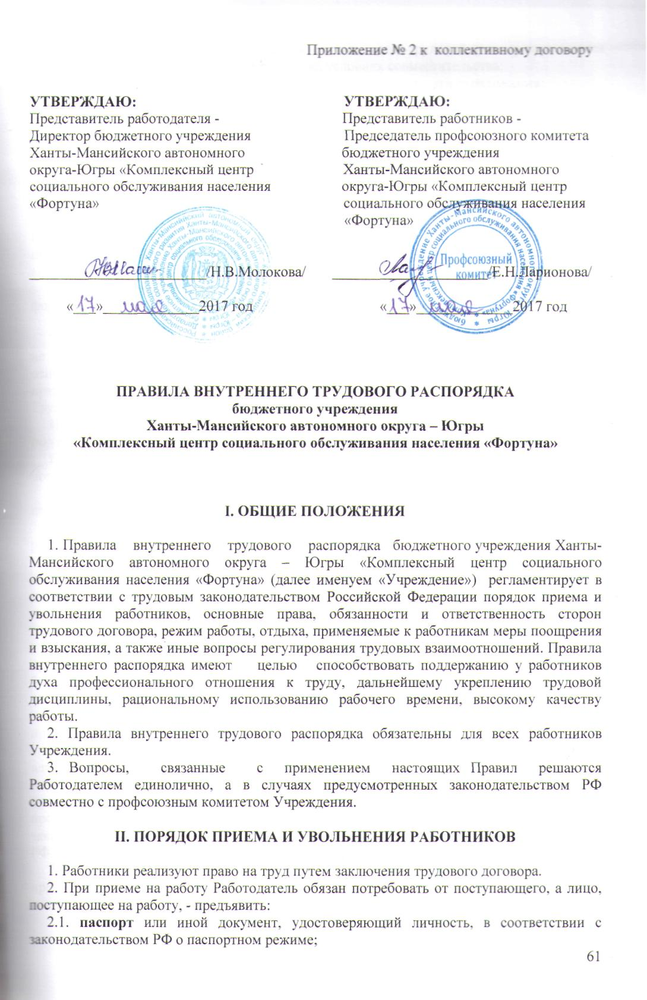 Приложение № 2 к коллективному договору
УТВЕРЖДАЮ:
Представитель работодателя -
Директор бюджетного учреждения
Ханты-Мансийского автономного
округа-Югры «Комплексный центр
социального обслуживания населения
«Фортуна»
/Н.В.Молокова/
«17» мая 2017 год
УТВЕРЖДАЮ:
Представитель работников -
Председатель профсоюзного комитета
бюджетного учреждения
Ханты-Мансийского автономного
округа-Югры «Комплексный центр
социального обслуживания населения
«Фортуна»
Профсоюзный
комитет
/Е.Н.Ларионова/
«17» мая 2017 год
ПРАВИЛА ВНУТРЕННЕГО ТРУДОВОГО РАСПОРЯДКА
бюджетного учреждения
Ханты-Мансийского автономного округа – Югры
«Комплексный центр социального обслуживания населения «Фортуна»
I. ОБЩИЕ ПОЛОЖЕНИЯ
1. Правила внутреннего трудового распорядка бюджетного учреждения Ханты-
Мансийского автономного округа – Югры «Комплексный центр социального
обслуживания населения «Фортуна» (далее именуем «Учреждение») регламентирует в
соответствии с трудовым законодательством Российской Федерации порядок приема и
увольнения работников, основные права, обязанности и ответственность сторон
трудового договора, режим работы, отдыха, применяемые к работникам меры поощрения
и взыскания, а также иные вопросы регулирования трудовых взаимоотношений. Правила
внутреннего распорядка имеют целью способствовать поддержанию у работников
духа профессионального отношения к труду, дальнейшему укреплению трудовой
дисциплины, рациональному использованию рабочего времени, высокому качеству
работы.
2. Правила внутреннего трудового распорядка обязательны для всех работников
Учреждения.
3. Вопросы, связанные с применением настоящих Правил решаются
Работодателем единолично, а в случаях предусмотренных законодательством РФ
совместно с профсоюзным комитетом Учреждения.
II. ПОРЯДОК ПРИЕМА И УВОЛЬНЕНИЯ РАБОТНИКОВ
1. Работники реализуют право на труд путем заключения трудового договора.
2. При приеме на работу Работодатель обязан потребовать от поступающего, а лицо,
поступающее на работу, - предъявить:
2.1. паспорт или иной документ, удостоверяющий личность, в соответствии с
законодательством РФ о паспортном режиме;
61